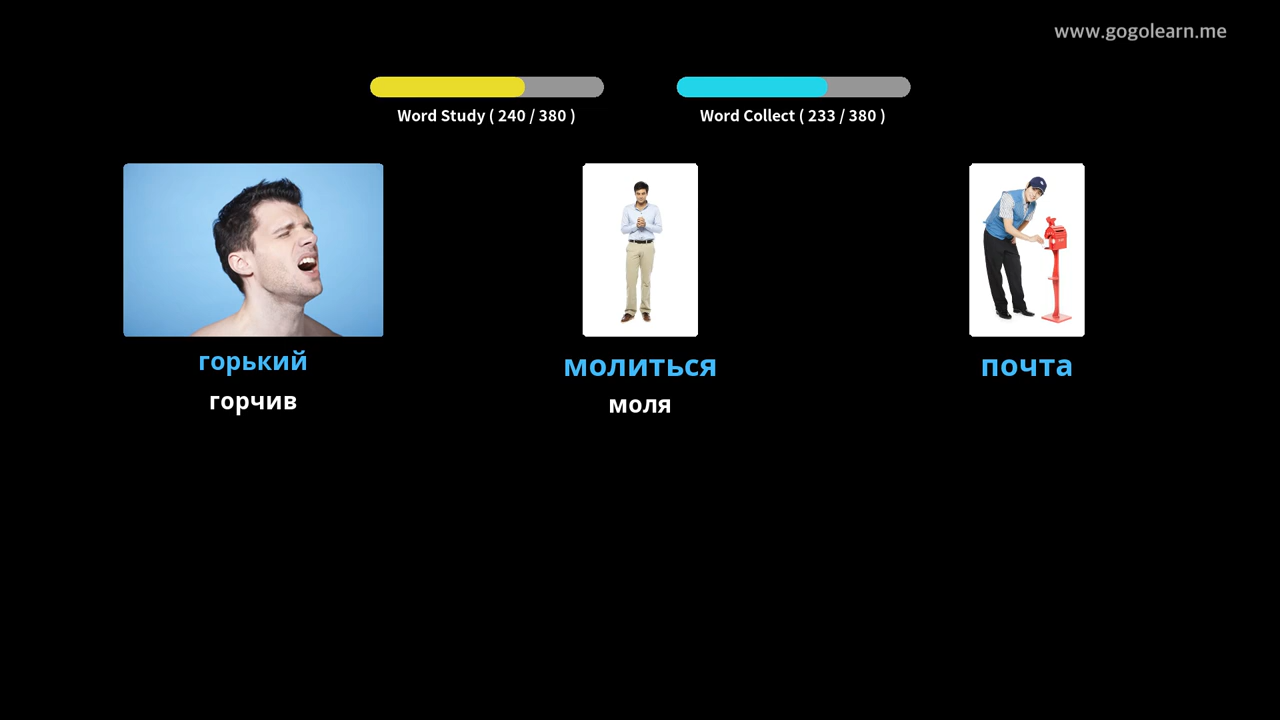 www.gogolearn.me
Word Study ( 240 / 380 )
Word Collect ( 233 / 380 )
горький
горчив
молиться
моля
почта